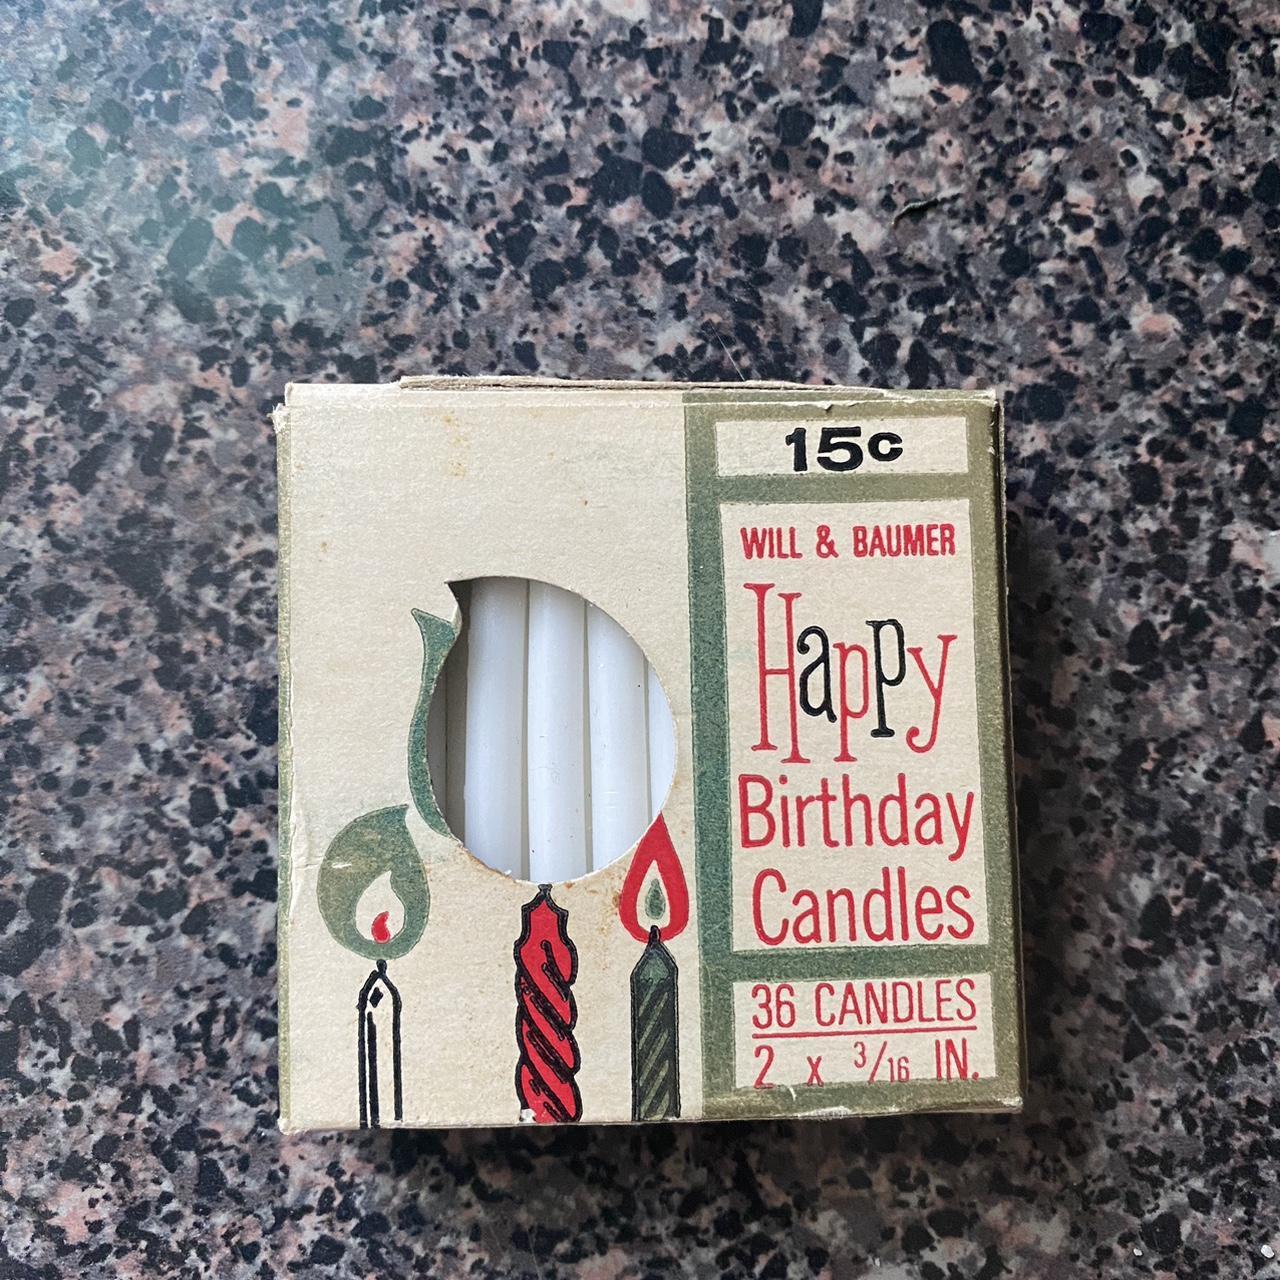 15c
WILL & BAUMER
Happy
Birthday
Candles
36 CANDLES
2 x 3/16 IN.